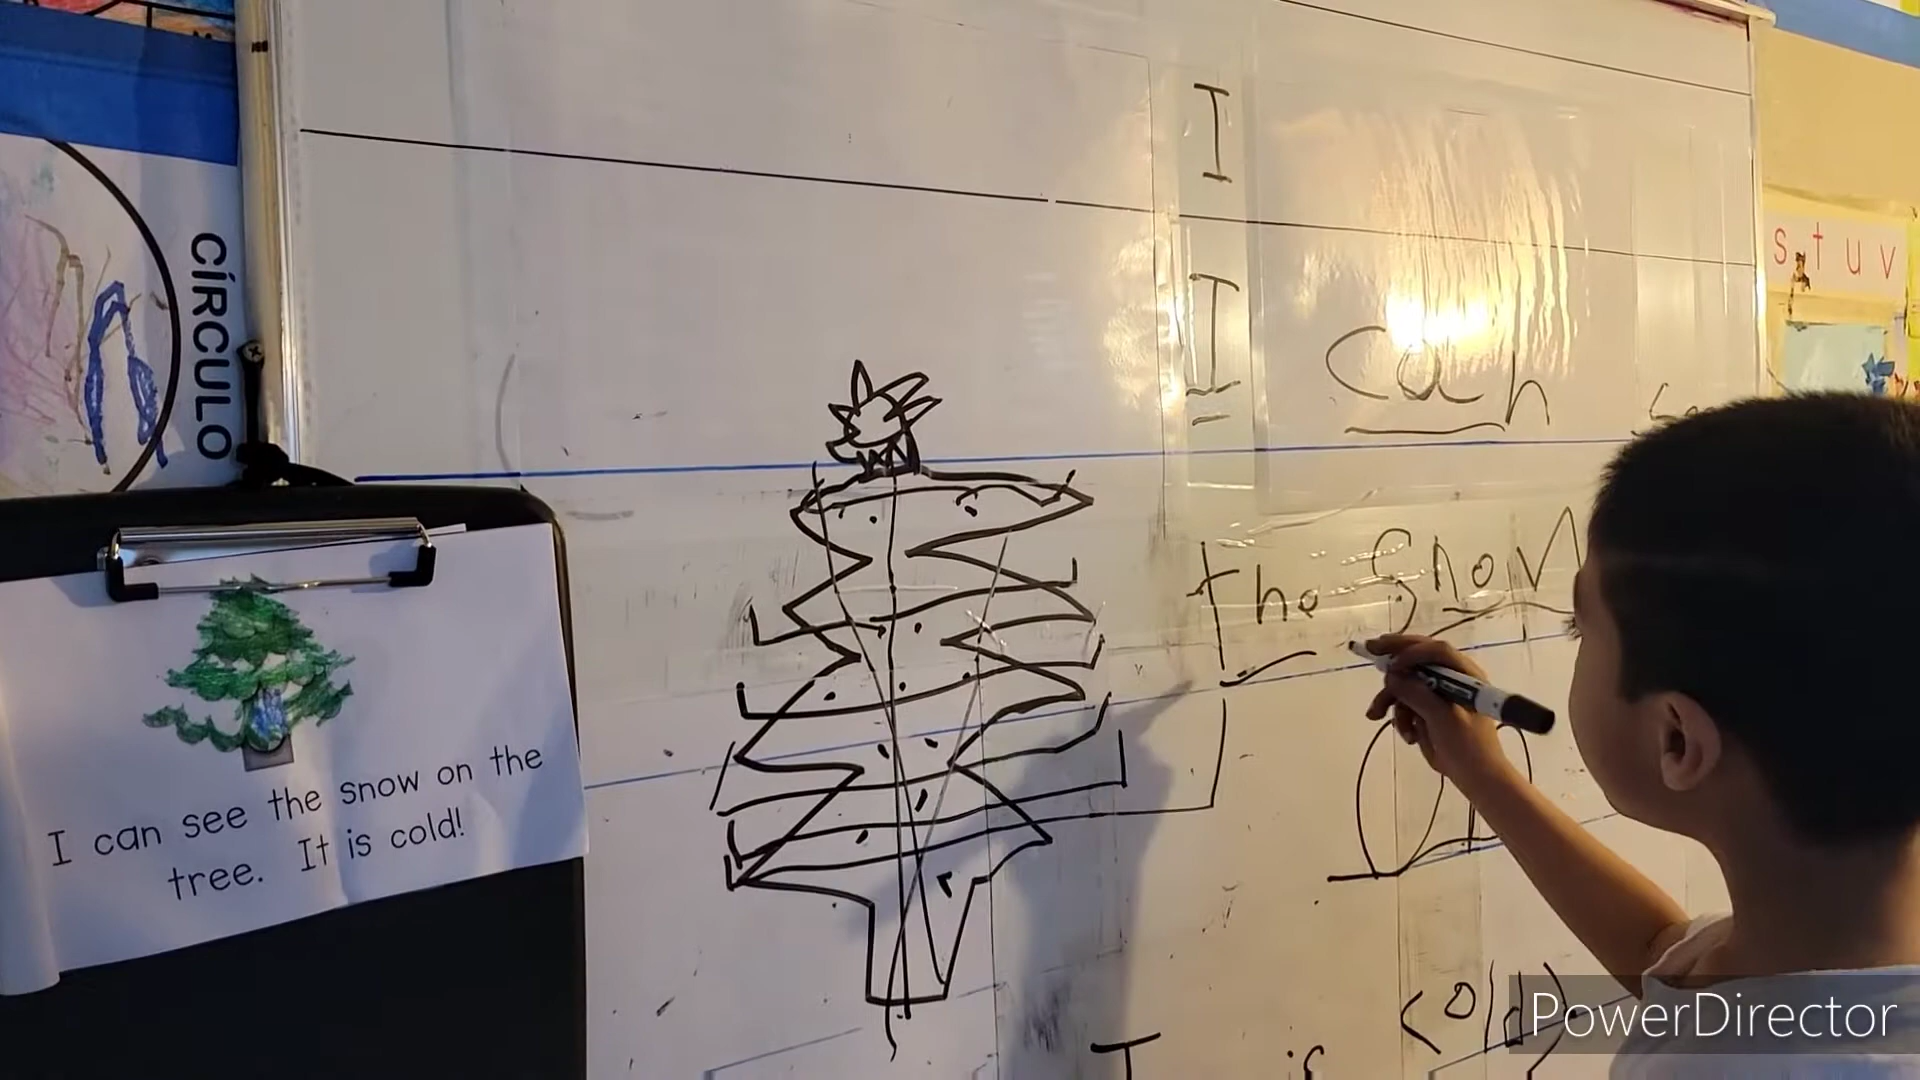 CÍRCULO
I can see the snow on the
tree. It is cold!
I
I can
the snow
cold
I is
s t u v
PowerDirector